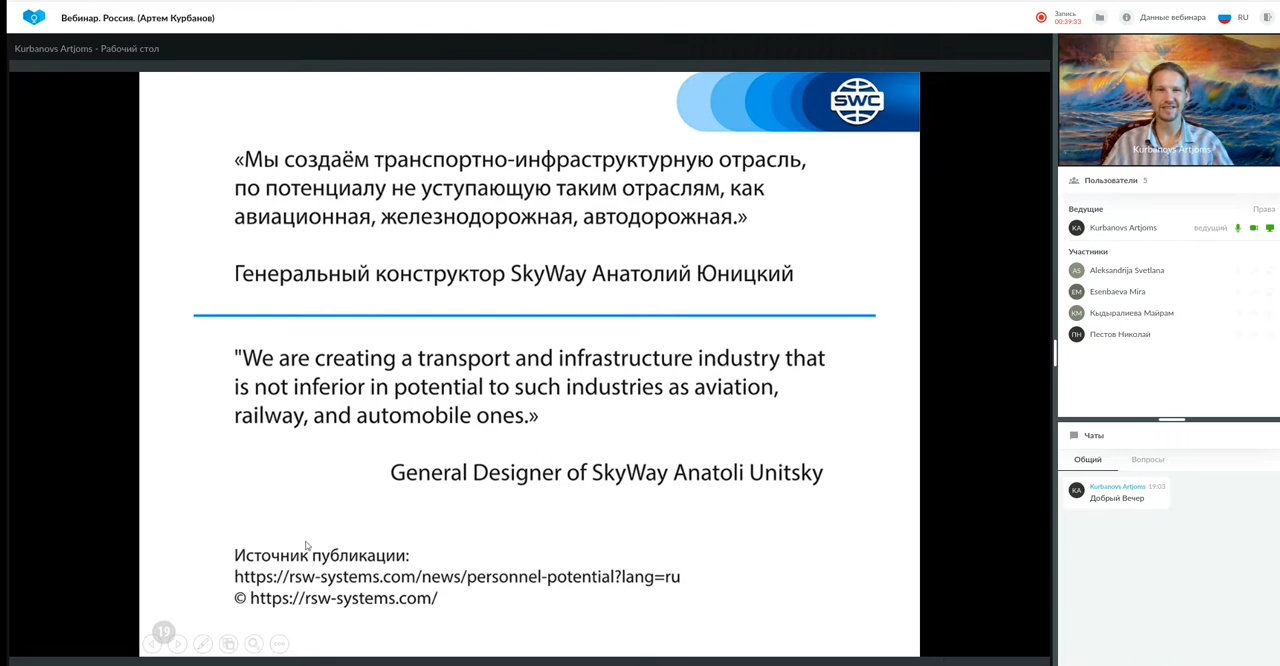 Вебинар. Россия. (Артем Курбанов)
Запись
00:39:33
Данные вебинара
RU
Kurbanovs Artjoms - Рабочий стол
SWC
«Мы создаём транспортно-инфраструктурную отрасль,
по потенциалу не уступающую таким отраслям, как
авиационная, железнодорожная, автодорожная.»
Генеральный конструктор SkyWay Анатолий Юницкий
"We are creating a transport and infrastructure industry that
is not inferior in potential to such industries as aviation,
railway, and automobile ones.»
General Designer of SkyWay Anatoli Unitsky
Источник публикации:
https://rsw-systems.com/news/personnel-potential?lang=ru
© https://rsw-systems.com/
19
Kurbanovs Artjoms
Пользователи 5
Ведущие Права
KA Kurbanovs Artjoms ведущий
Участники
AS Aleksandrija Svetlana
EM Esenbaeva Mira
КМ Кыдыралиева Майрам
ПН Пестов Николай
Чаты
Общий Вопросы
KA Kurbanovs Artjoms 19:03
Добрый Вечер